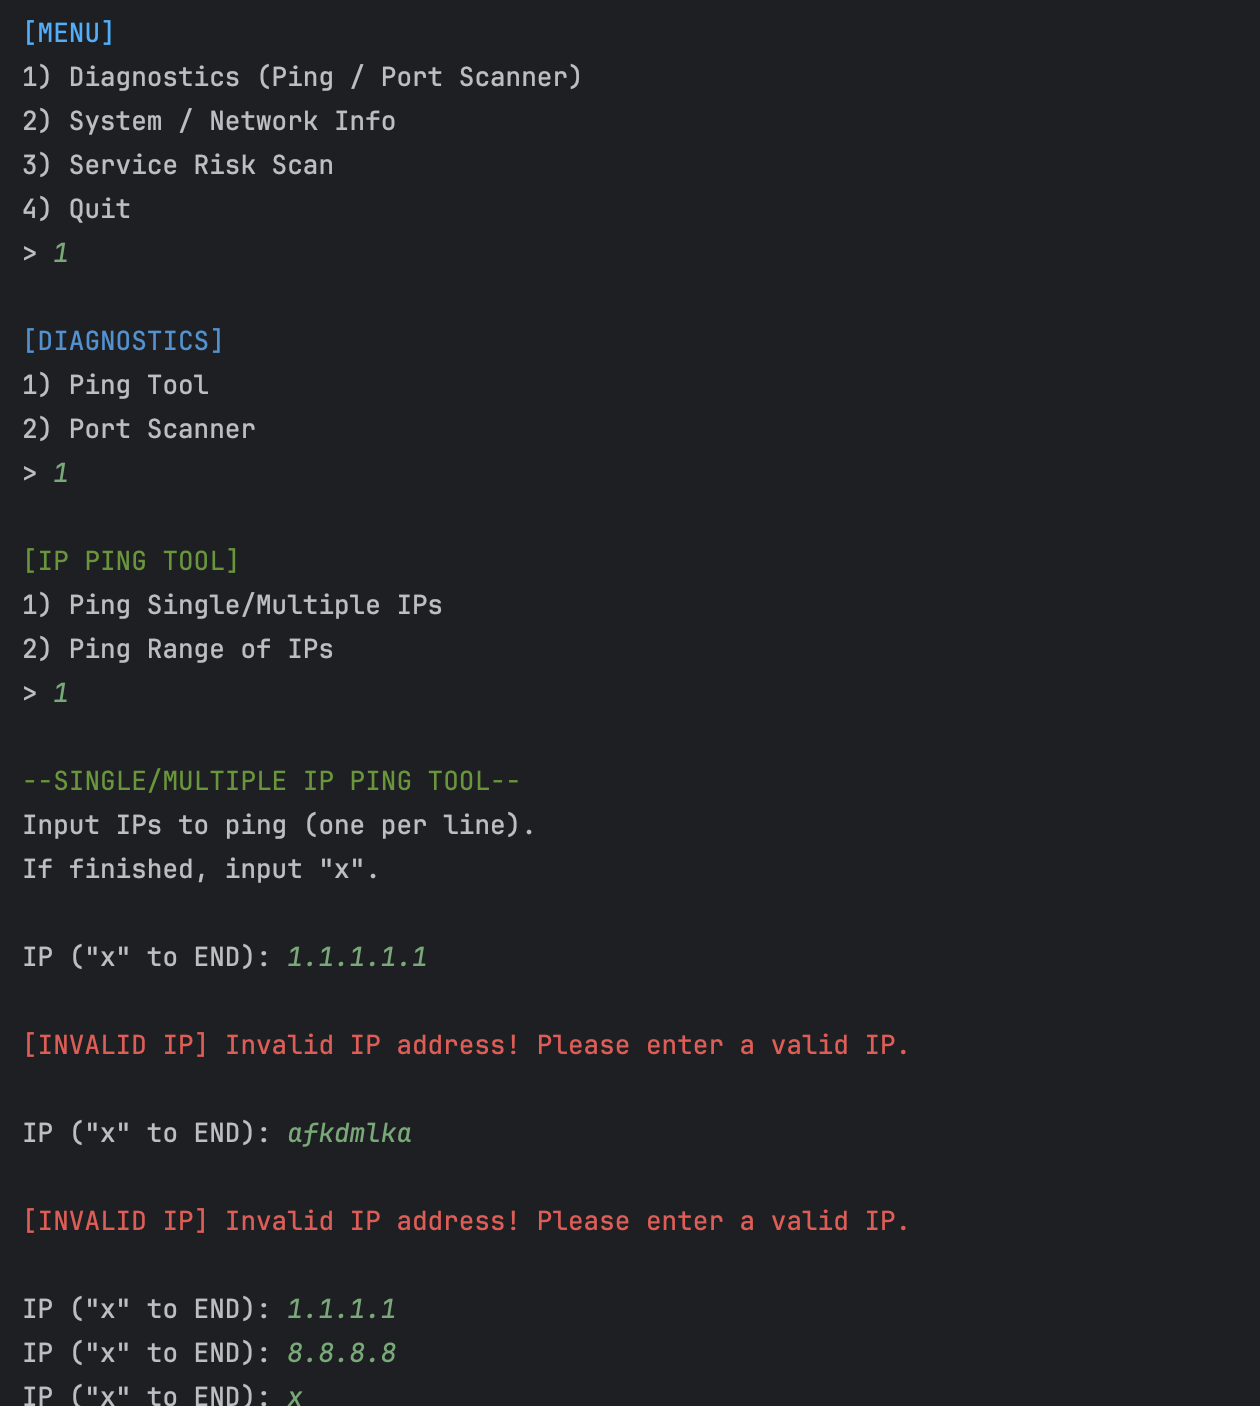 [MENU]
1) Diagnostics (Ping / Port Scanner)
2) System / Network Info
3) Service Risk Scan
4) Quit
> 1
[DIAGNOSTICS]
1) Ping Tool
2) Port Scanner
> 1
[IP PING TOOL]
1) Ping Single/Multiple IPs
2) Ping Range of IPs
> 1
--SINGLE/MULTIPLE IP PING TOOL--
Input IPs to ping (one per line).
If finished, input "x".
IP ("x" to END): 1.1.1.1.1
[INVALID IP] Invalid IP address! Please enter a valid IP.
IP ("x" to END): afkdmlka
[INVALID IP] Invalid IP address! Please enter a valid IP.
IP ("x" to END): 1.1.1.1
IP ("x" to END): 8.8.8.8
IP ("x" to END): x